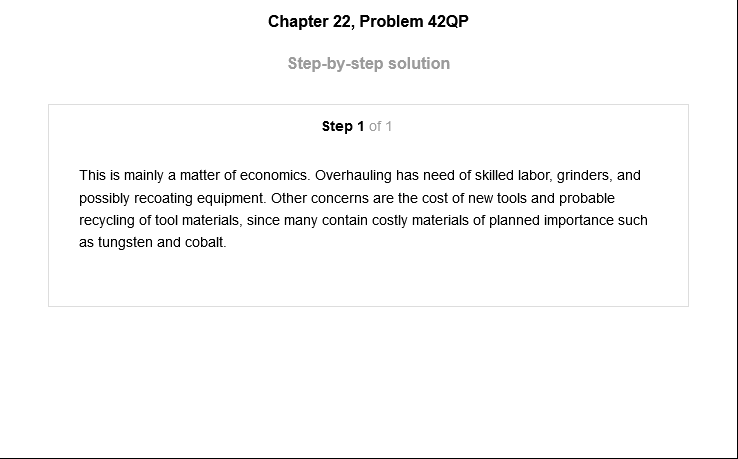 Chapter 22, Problem 42QP
Step-by-step solution
Step 1 of 1
This is mainly a matter of economics. Overhauling has need of skilled labor, grinders, and
possibly recoating equipment. Other concerns are the cost of new tools and probable
recycling of tool materials, since many contain costly materials of planned importance such
as tungsten and cobalt.